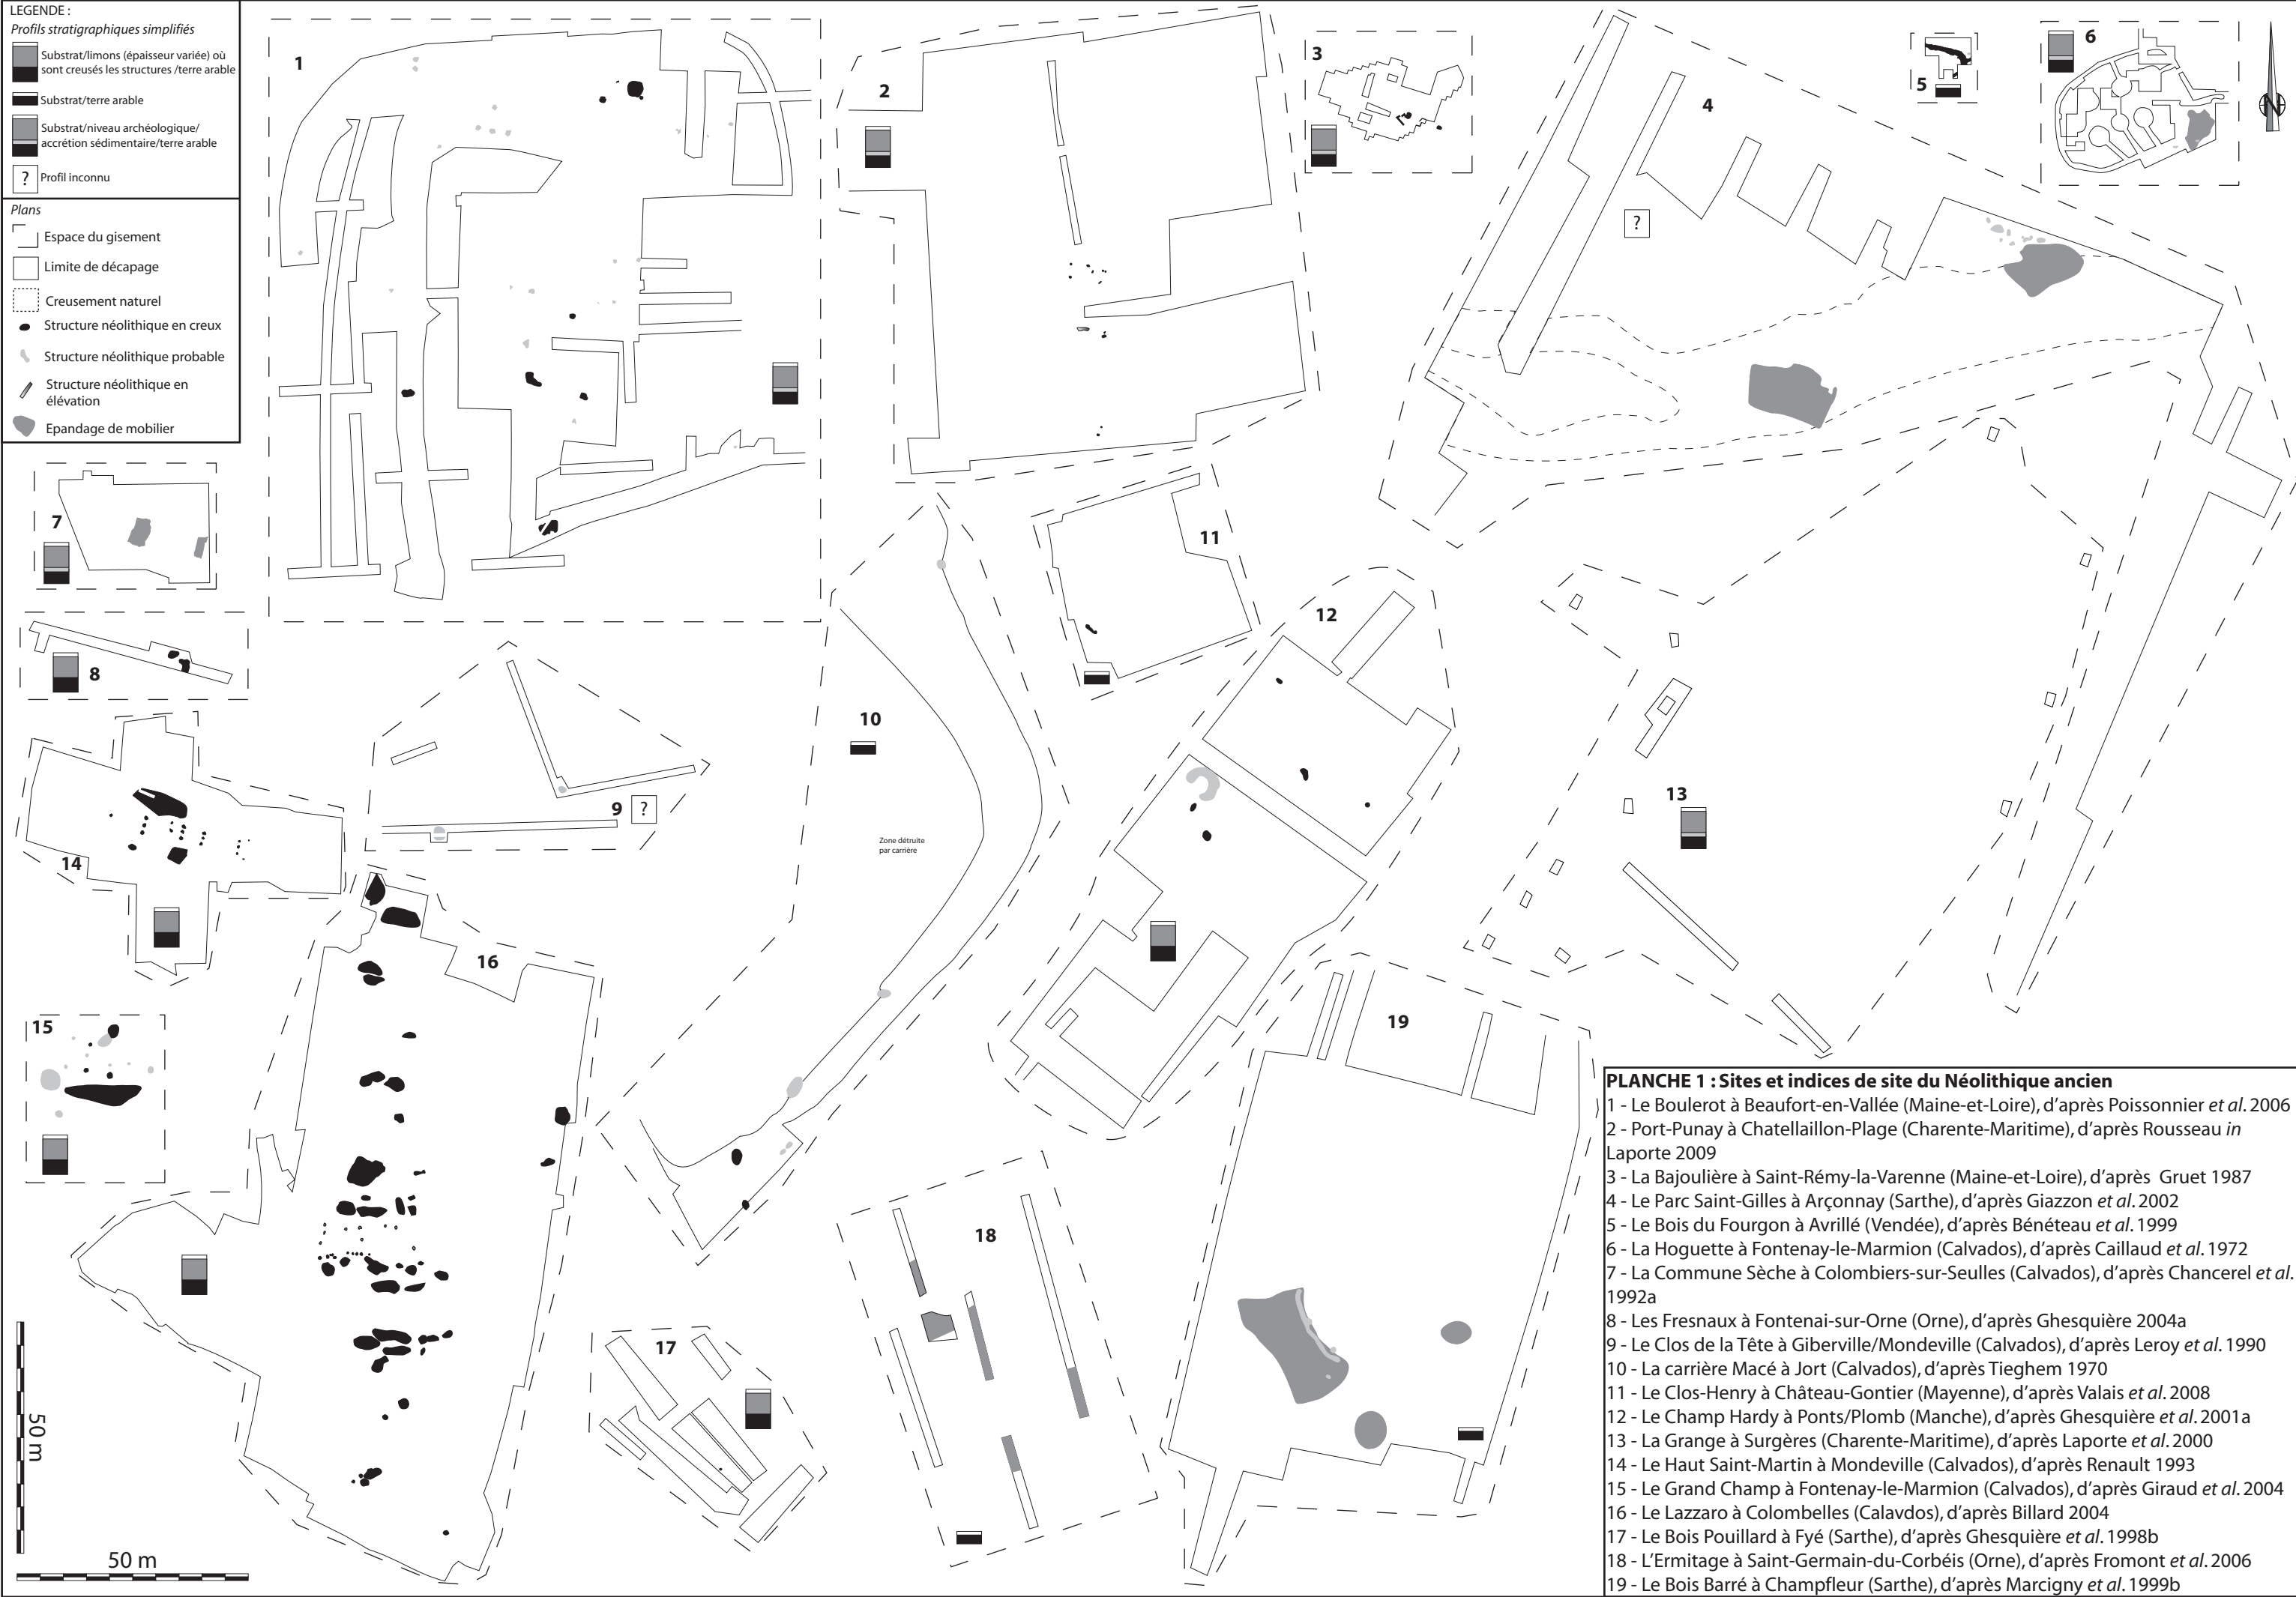 LEGENDE :
Profils stratigraphiques simplifiés
Substrat/limons (épaisseur variée) où
sont creusés les structures /terre arable
Substrat/terre arable
Substrat/niveau archéologique/
accrétion sédimentaire/terre arable
?
Profil inconnu
Plans
Espace du gisement
Limite de décapage
Creusement naturel
Structure néolithique en creux
Structure néolithique probable
Structure néolithique en
élévation
Epandage de mobilier
1
2
3
4
?
5
6
N
7
8
9 ?
10
Zone détruite
par carrière
11
12
13
14
15
16
17
18
19
50 m
50 m
PLANCHE 1 : Sites et indices de site du Néolithique ancien
1 - Le Boulerot à Beaufort-en-Vallée (Maine-et-Loire), d'après Poissonnier et al. 2006
2 - Port-Punay à Chatellaillon-Plage (Charente-Maritime), d'après Rousseau in
Laporte 2009
3 - La Bajoulière à Saint-Rémy-la-Varenne (Maine-et-Loire), d'après Gruet 1987
4 - Le Parc Saint-Gilles à Arçonnay (Sarthe), d'après Giazzon et al. 2002
5 - Le Bois du Fourgon à Avrillé (Vendée), d'après Bénéteau et al. 1999
6 - La Hoguette à Fontenay-le-Marmion (Calvados), d'après Caillaud et al. 1972
7 - La Commune Sèche à Colombiers-sur-Seulles (Calvados), d'après Chancerel et al.
1992a
8 - Les Fresnaux à Fontenai-sur-Orne (Orne), d'après Ghesquière 2004a
9 - Le Clos de la Tête à Giberville/Mondeville (Calvados), d'après Leroy et al. 1990
10 - La carrière Macé à Jort (Calvados), d'après Tieghem 1970
11 - Le Clos-Henry à Château-Gontier (Mayenne), d'après Valais et al. 2008
12 - Le Champ Hardy à Ponts/Plomb (Manche), d'après Ghesquière et al. 2001a
13 - La Grange à Surgères (Charente-Maritime), d'après Laporte et al. 2000
14 - Le Haut Saint-Martin à Mondeville (Calvados), d'après Renault 1993
15 - Le Grand Champ à Fontenay-le-Marmion (Calvados), d'après Giraud et al. 2004
16 - Le Lazzaro à Colombelles (Calavdos), d'après Billard 2004
17 - Le Bois Pouillard à Fyé (Sarthe), d'après Ghesquière et al. 1998b
18 - L'Ermitage à Saint-Germain-du-Corbéis (Orne), d'après Fromont et al. 2006
19 - Le Bois Barré à Champfleur (Sarthe), d'après Marcigny et al. 1999b